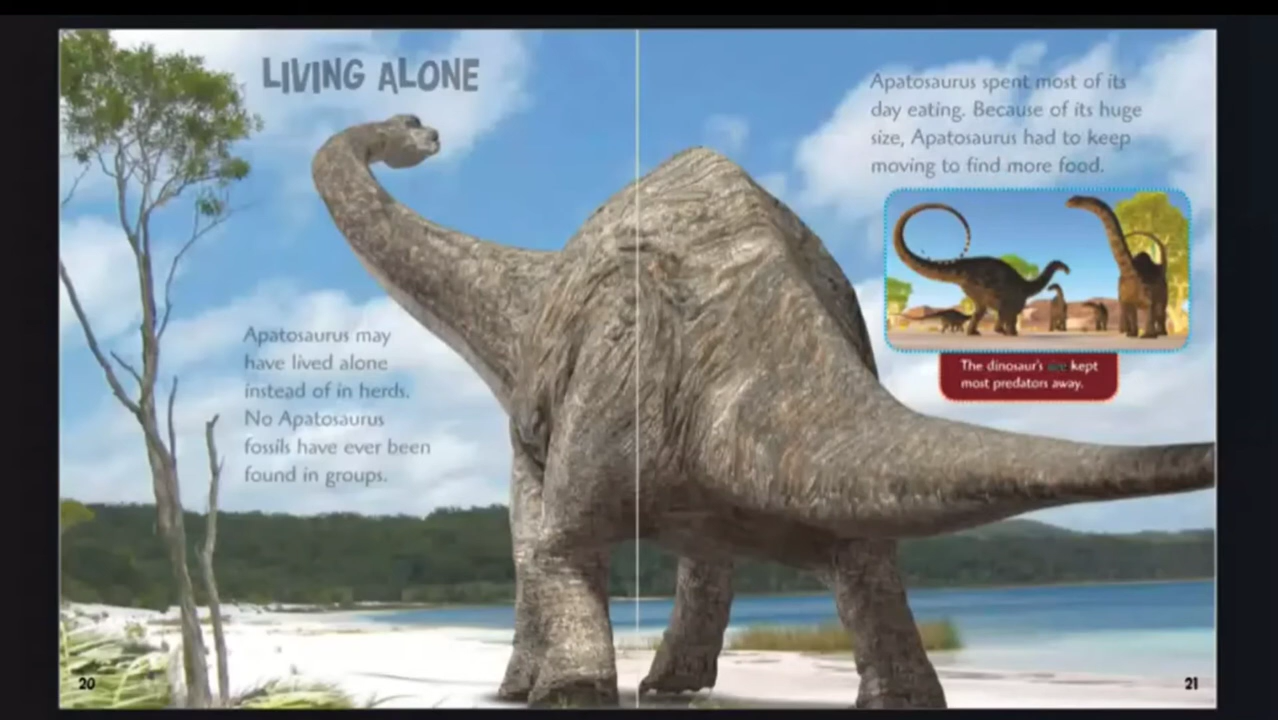 LIVING ALONE
Apatosaurus may
have lived alone
instead of in herds.
No Apatosaurus
fossils have ever been
found in groups.
Apatosaurus spent most of its
day eating. Because of its huge
size, Apatosaurus had to keep
moving to find more food.
The dinosaur's size kept
most predators away.
20
21